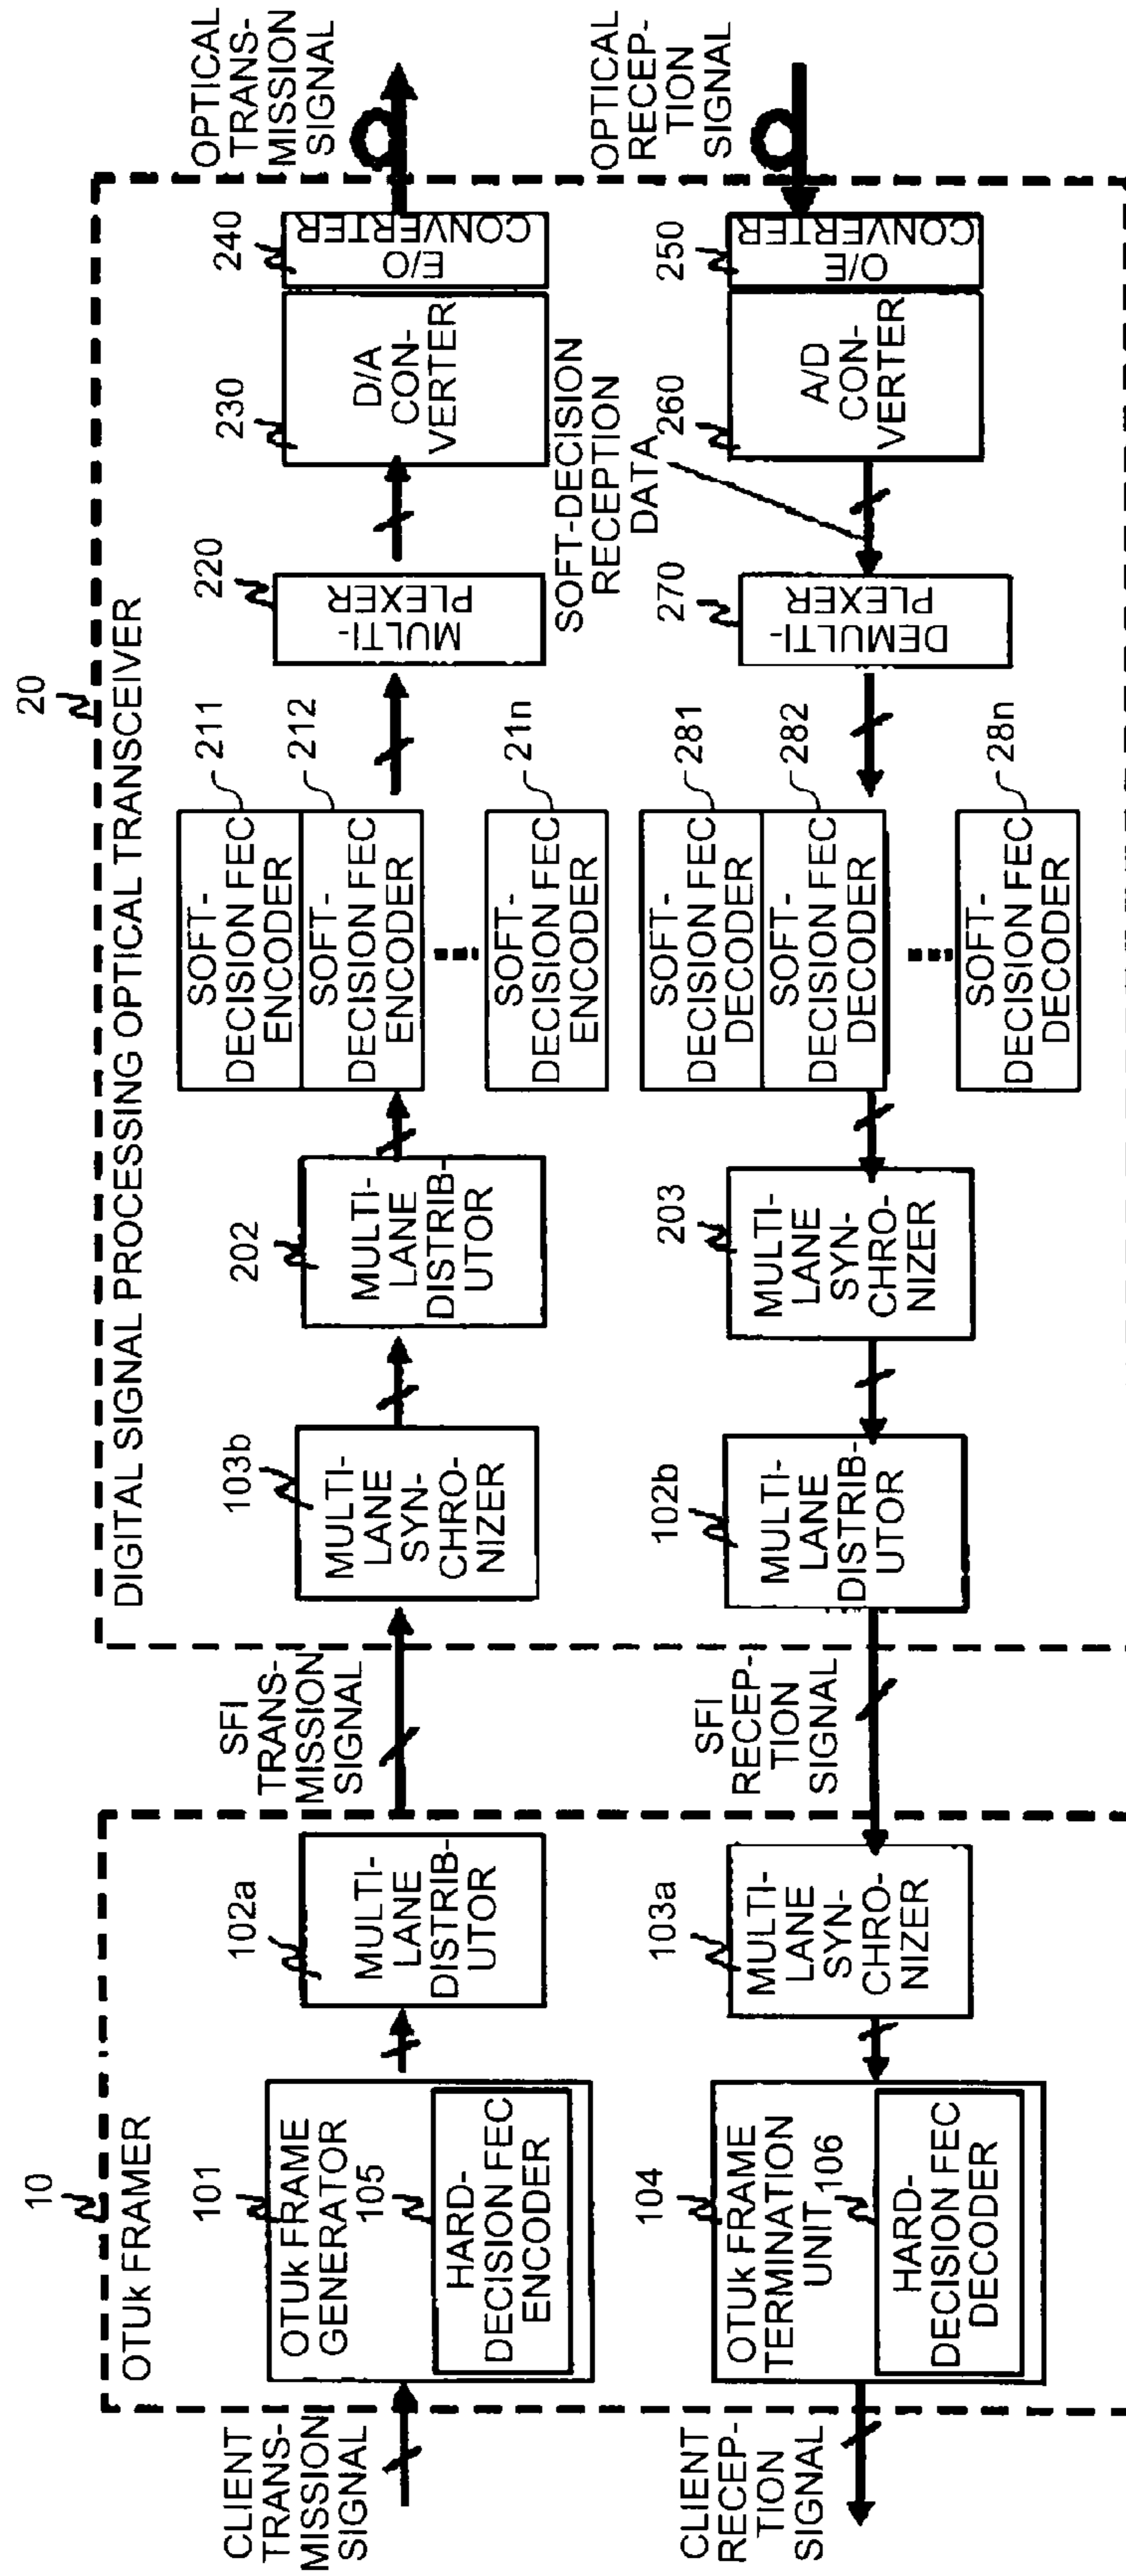 10
OTUk FRAMER
CLIENT
TRANS-
MISSION
SIGNAL
101
OTUk FRAME
GENERATOR
105
HARD-
DECISION FEC
ENCODER
102a
MULTI-
LANE
DISTRIB-
UTOR
SFI
TRANS-
MISSION
SIGNAL
20
DIGITAL SIGNAL PROCESSING OPTICAL TRANSCEIVER
103b
MULTI-
LANE
SYN-
CHRO-
NIZER
202
MULTI-
LANE
DISTRIB-
UTOR
SOFT-
DECISION FEC
ENCODER
211
SOFT-
DECISION FEC
ENCODER
212
SOFT-
DECISION FEC
ENCODER
21n
220
MULTI-
PLEXER
230
D/A
CON-
VERTER
240
E/O
CONVERTER
OPTICAL
TRANS-
MISSION
SIGNAL
CLIENT
RECEP-
TION
SIGNAL
104
OTUk FRAME
TERMINATION
UNIT
106
HARD-
DECISION FEC
DECODER
103a
MULTI-
LANE
SYN-
CHRO-
NIZER
SFI
RECEP-
TION
SIGNAL
102b
MULTI-
LANE
DISTRIB-
UTOR
203
MULTI-
LANE
SYN-
CHRO-
NIZER
SOFT-
DECISION FEC
DECODER
281
SOFT-
DECISION FEC
DECODER
282
SOFT-
DECISION FEC
DECODER
28n
270
DEMULTI-
PLEXER
SOFT-DECISION
RECEPTION
DATA
260
A/D
CON-
VERTER
250
O/E
CONVERTER
OPTICAL
RECEP-
TION
SIGNAL